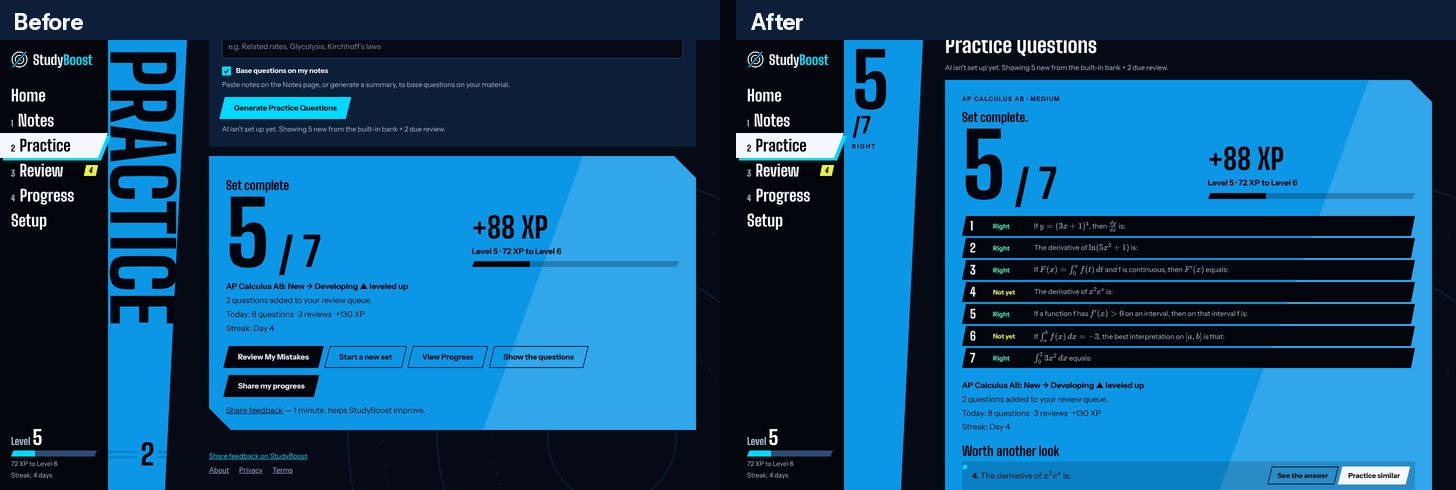 Before
StudyBoost
Home
1 Notes
2 Practice
3 Review 4
4 Progress
Setup
Level 5
72 XP to Level 6
Streak: 4 days
PRACTICE
2
e.g. Related rates, Glycolysis, Kirchhoff's laws
Base questions on my notes
Paste notes on the Notes page, or generate a summary, to base questions on your material.
Generate Practice Questions
AI isn't set up yet. Showing 5 new from the built-in bank + 2 due review.
Set complete
5 / 7
+88 XP
Level 5 · 72 XP to Level 6
AP Calculus AB: New → Developing ▲ leveled up
2 questions added to your review queue.
Today: 8 questions · 3 reviews · +130 XP
Streak: Day 4
Review My Mistakes
Start a new set
View Progress
Show the questions
Share my progress
Share feedback — 1 minute, helps StudyBoost improve.
Share feedback on StudyBoost
About Privacy Terms
After
StudyBoost
Home
1 Notes
2 Practice
3 Review 4
4 Progress
Setup
Level 5
72 XP to Level 6
Streak: 4 days
5
/7
RIGHT
Practice Questions
AI isn't set up yet. Showing 5 new from the built-in bank + 2 due review.
AP CALCULUS AB · MEDIUM
Set complete.
5 / 7
+88 XP
Level 5 · 72 XP to Level 6
1 Right If y = (3x + 1)⁴, then dy/dx is:
2 Right The derivative of ln(5x² + 1) is:
3 Right If F(x) = ∫₀ˣ f(t) dt and f is continuous, then F′(x) equals:
4 Not yet The derivative of x²eˣ is:
5 Right If a function f has f′(x) > 0 on an interval, then on that interval f is:
6 Not yet If ∫ₐᵇ f(x) dx = −3, the best interpretation on [a, b] is that:
7 Right ∫₀² 3x² dx equals:
AP Calculus AB: New → Developing ▲ leveled up
2 questions added to your review queue.
Today: 8 questions · 3 reviews · +130 XP
Streak: Day 4
Worth another look
4. The derivative of x²eˣ is:
See the answer
Practice similar